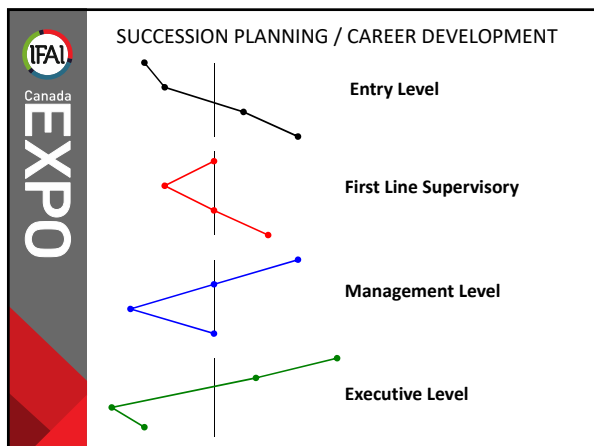 SUCCESSION PLANNING / CAREER DEVELOPMENT
IFAI
Canada
EXPO
Entry Level
First Line Supervisory
Management Level
Executive Level